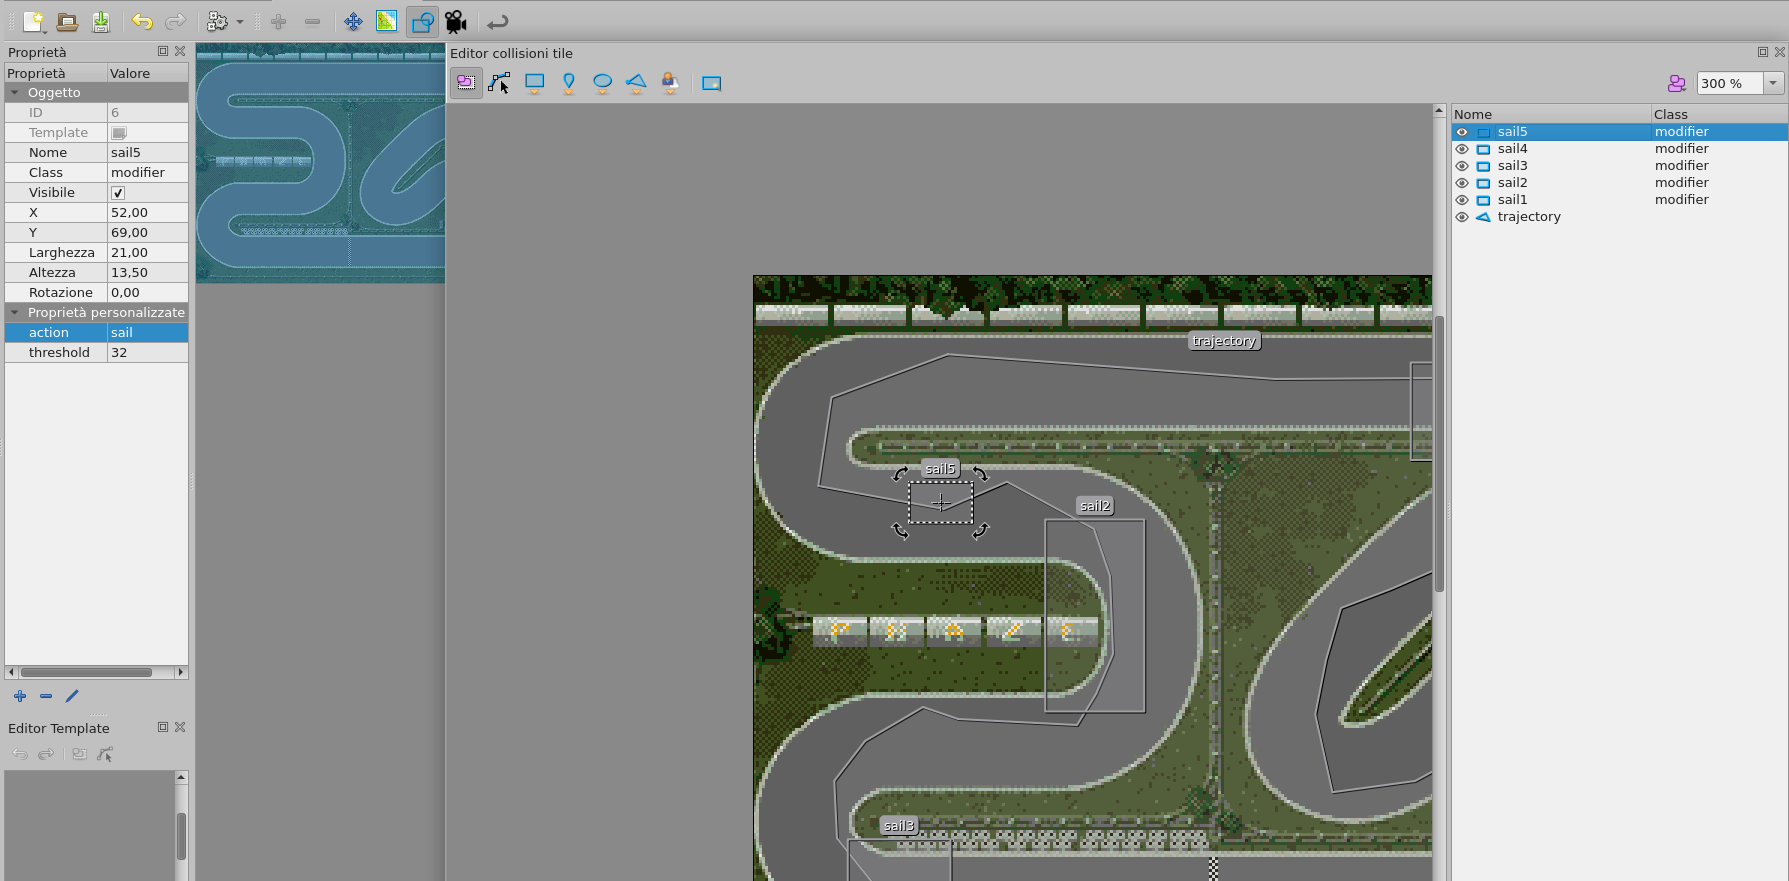 Proprietà
Editor collisioni tile
Proprietà Valore
Oggetto
ID 6
Template
Nome sail5
Class modifier
Visibile
X 52,00
Y 69,00
Larghezza 21,00
Altezza 13,50
Rotazione 0,00
Proprietà personalizzate
action sail
threshold 32
Editor Template
300 %
Nome Class
sail5 modifier
sail4 modifier
sail3 modifier
sail2 modifier
sail1 modifier
trajectory
trajectory
sail5
sail2
sail3